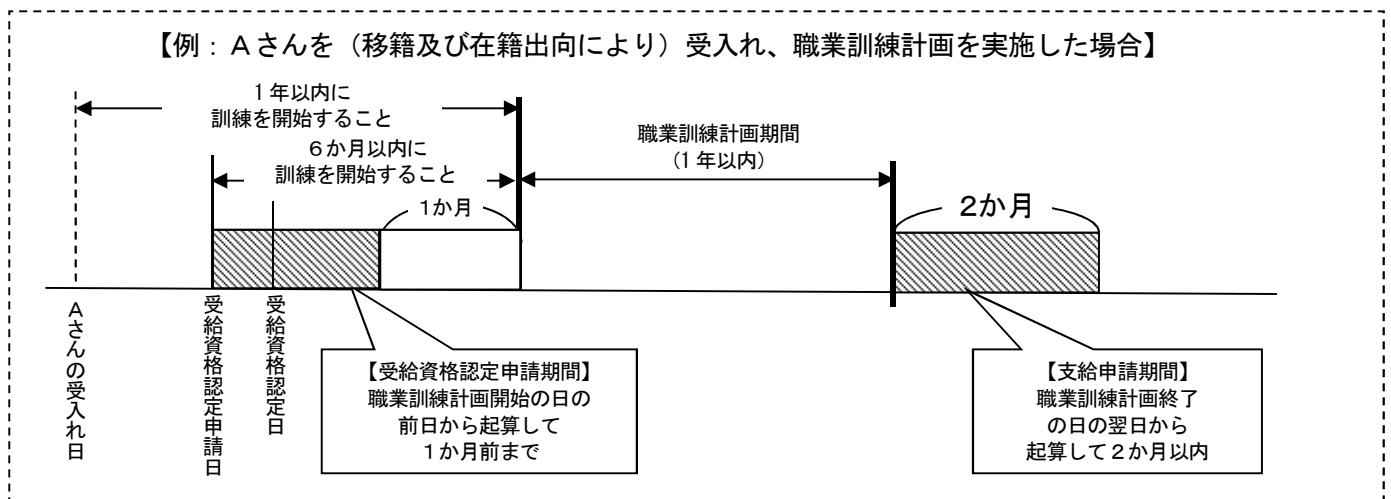 【例：Ａさんを（移籍及び在籍出向により）受入れ、職業訓練計画を実施した場合】
１年以内に
訓練を開始すること
６か月以内に
訓練を開始すること
１か月
職業訓練計画期間
（１年以内）
２か月
Ａさんの受入れ日
受給資格認定申請日
受給資格認定日
【受給資格認定申請期間】
職業訓練計画開始の日の
前日から起算して
１か月前まで
【支給申請期間】
職業訓練計画終了
の日の翌日から
起算して２か月以内